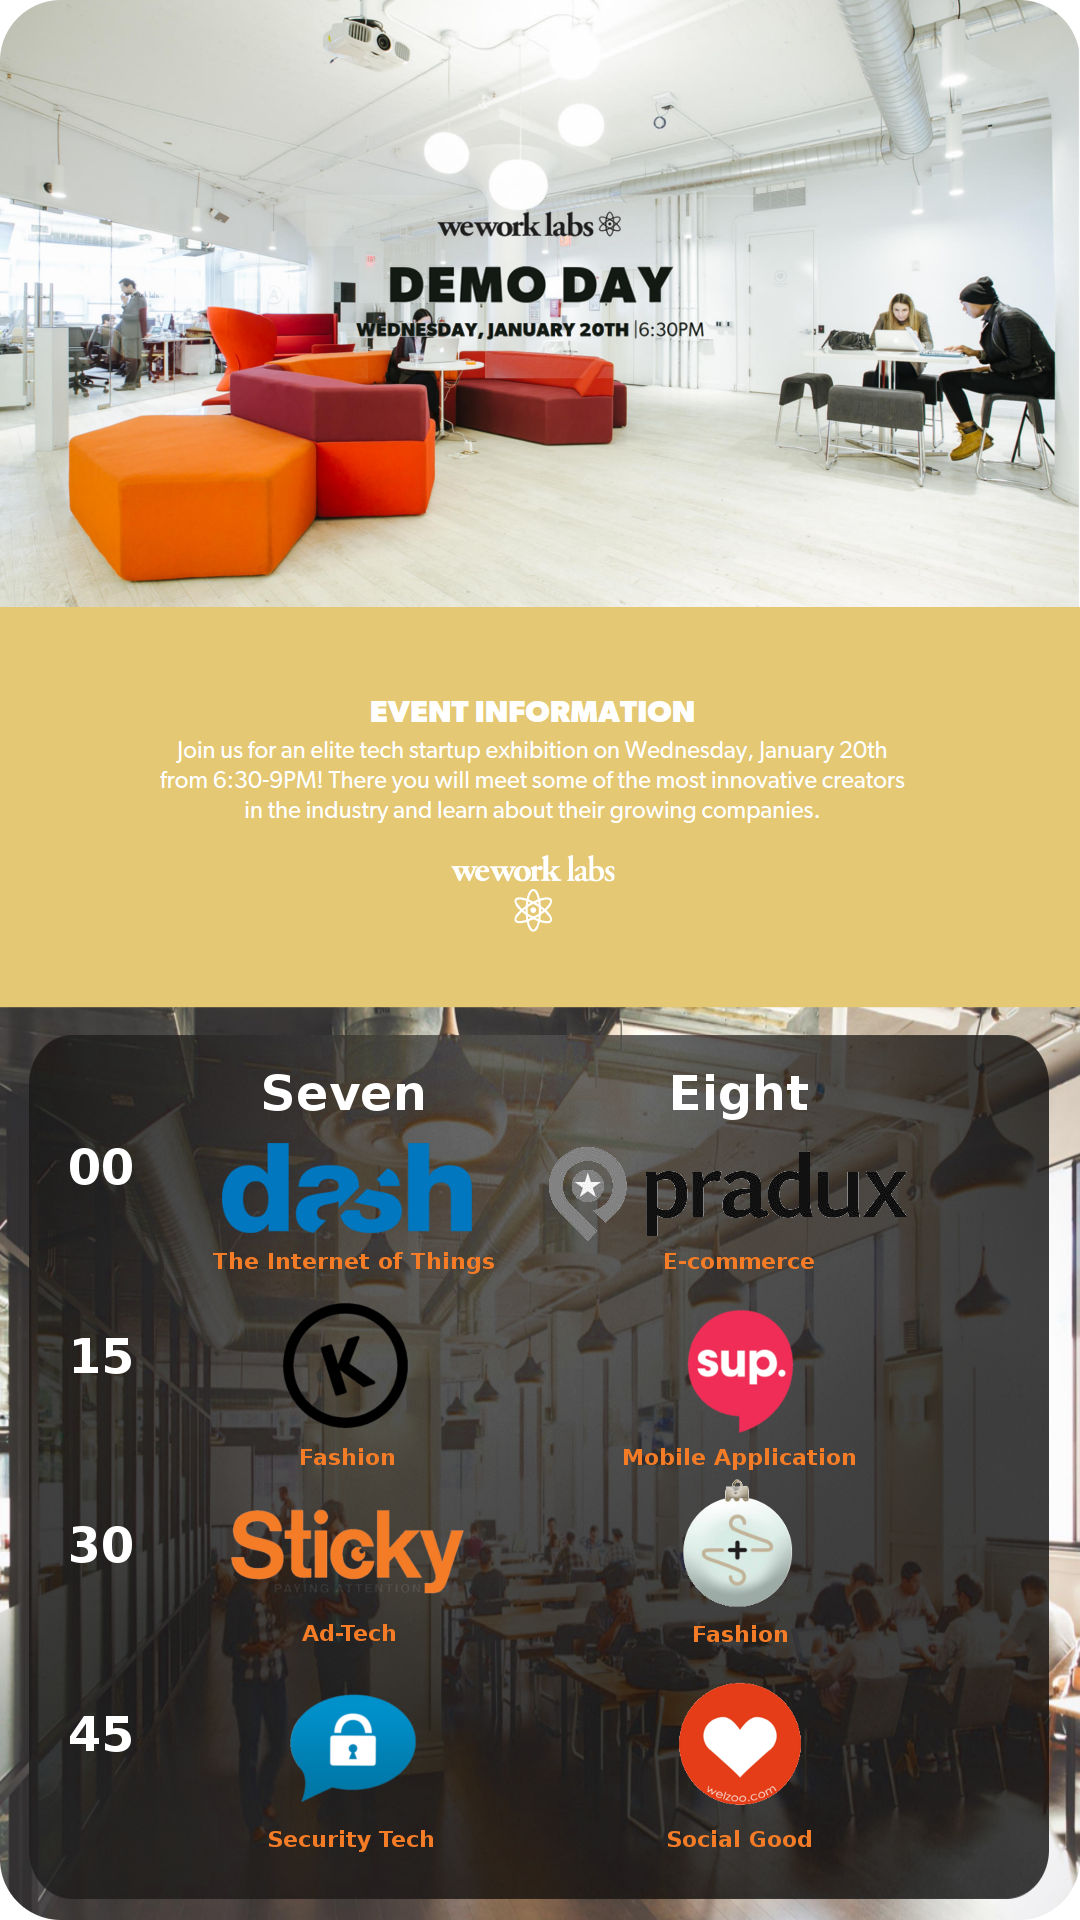 wework labs
DEMO DAY
WEDNESDAY, JANUARY 20TH |6:30PM
EVENT INFORMATION
Join us for an elite tech startup exhibition on Wednesday, January 20th
from 6:30-9PM! There you will meet some of the most innovative creators
in the industry and learn about their growing companies.
wework labs
Seven Eight
00 dash pradux
The Internet of Things E-commerce
15 K sup.
Fashion Mobile Application
30 Sticky
PAYING ATTENTION
Ad-Tech Fashion
45
welzoo.com
Security Tech Social Good